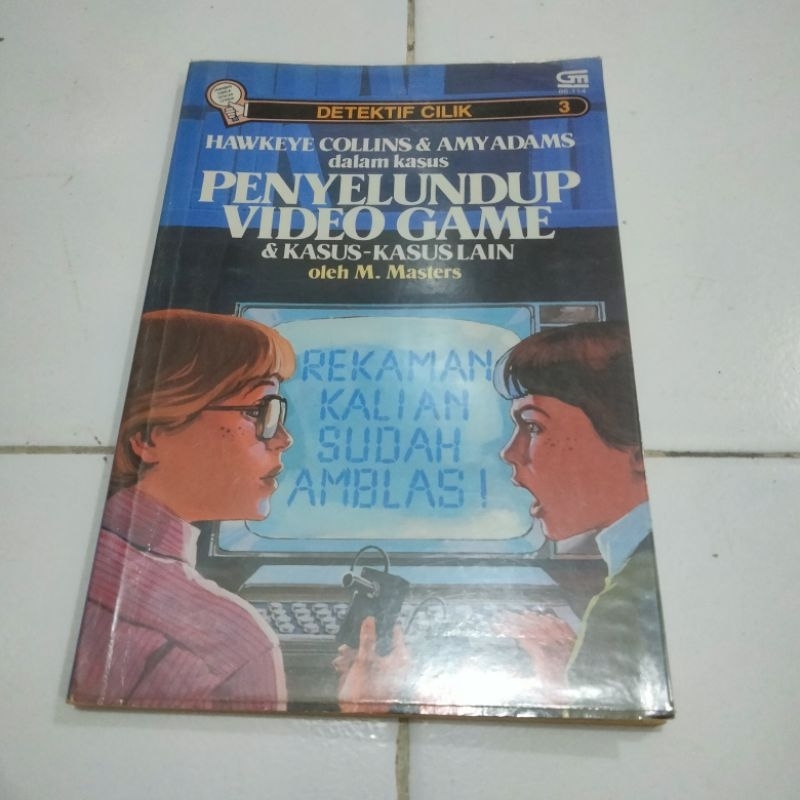 GM
DETEKTIF CILIK 3
HAWKEYE COLLINS & AMY ADAMS
dalam kasus
PENYELUNDUP
VIDEO GAME
& KASUS-KASUS LAIN
oleh M. Masters
REKAMAN
KALIAN
SUDAH
AMBLAS!